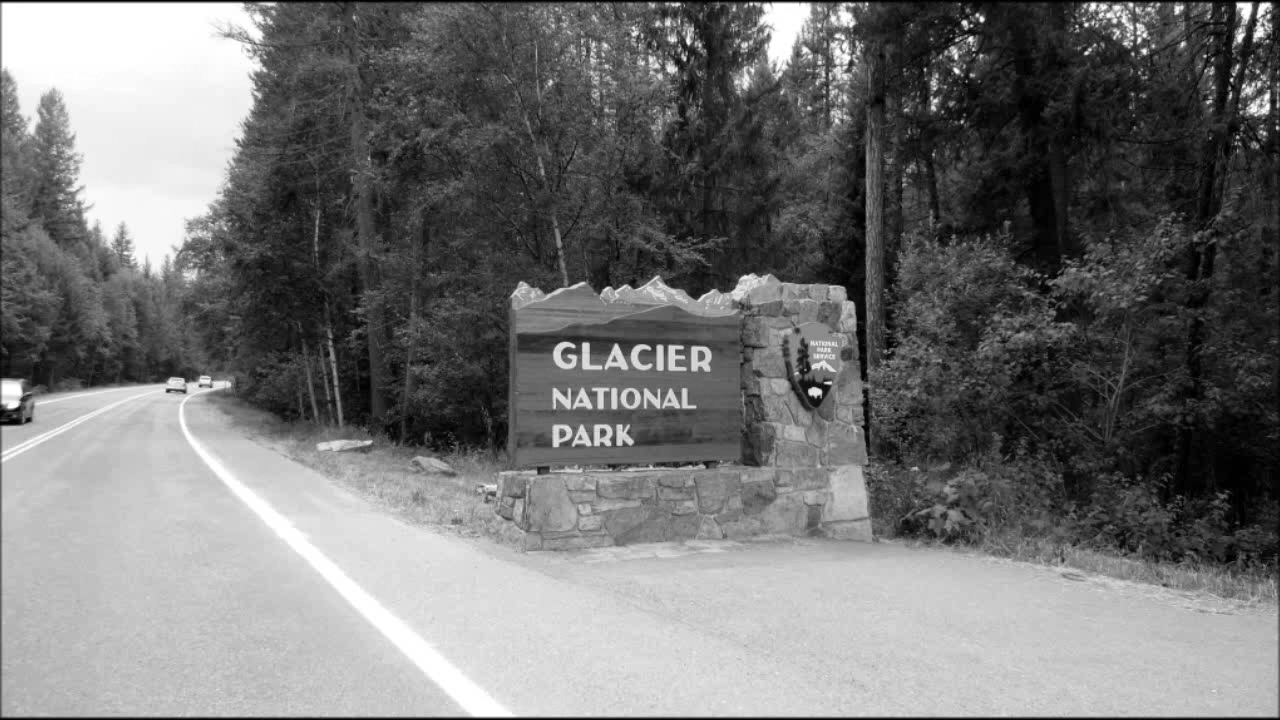 GLACIER
NATIONAL
PARK
NATIONAL
PARK
SERVICE